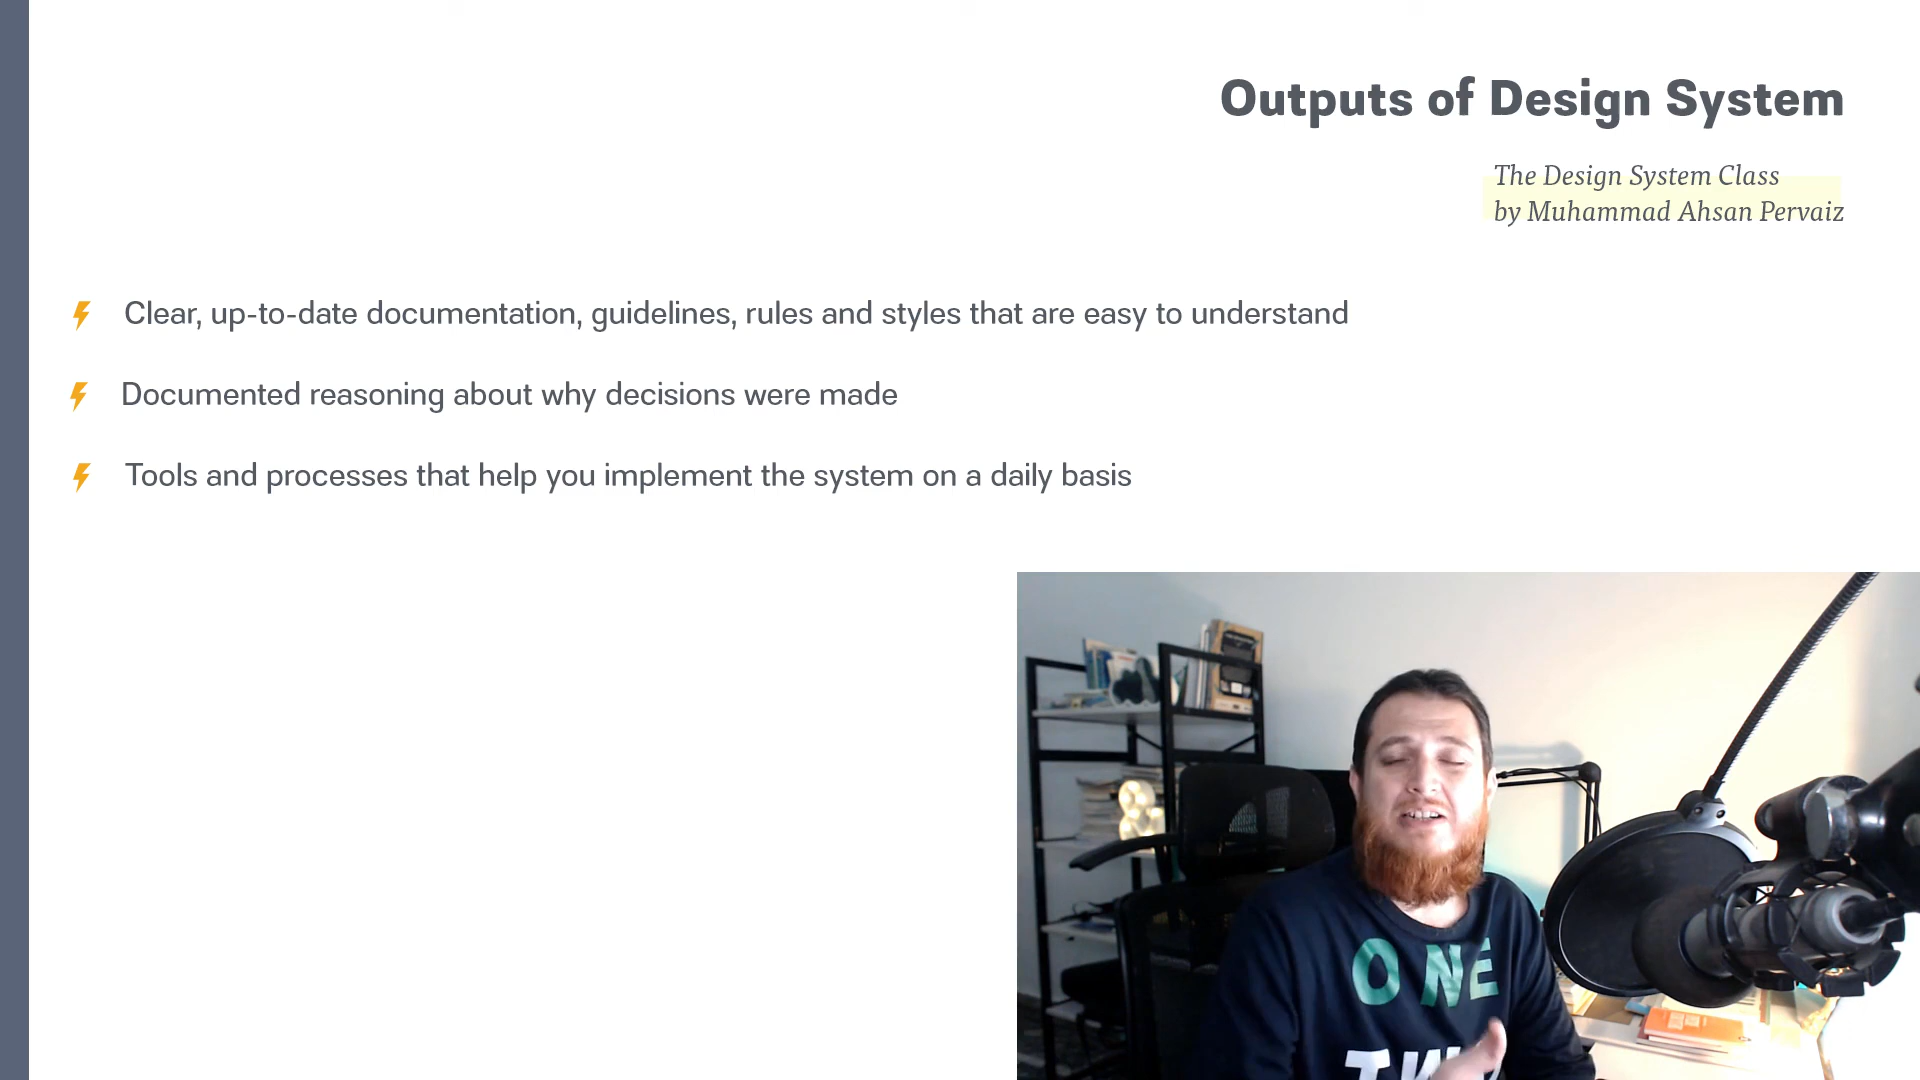 Outputs of Design System
The Design System Class
by Muhammad Ahsan Pervaiz
Clear, up-to-date documentation, guidelines, rules and styles that are easy to understand
Documented reasoning about why decisions were made
Tools and processes that help you implement the system on a daily basis
ONE